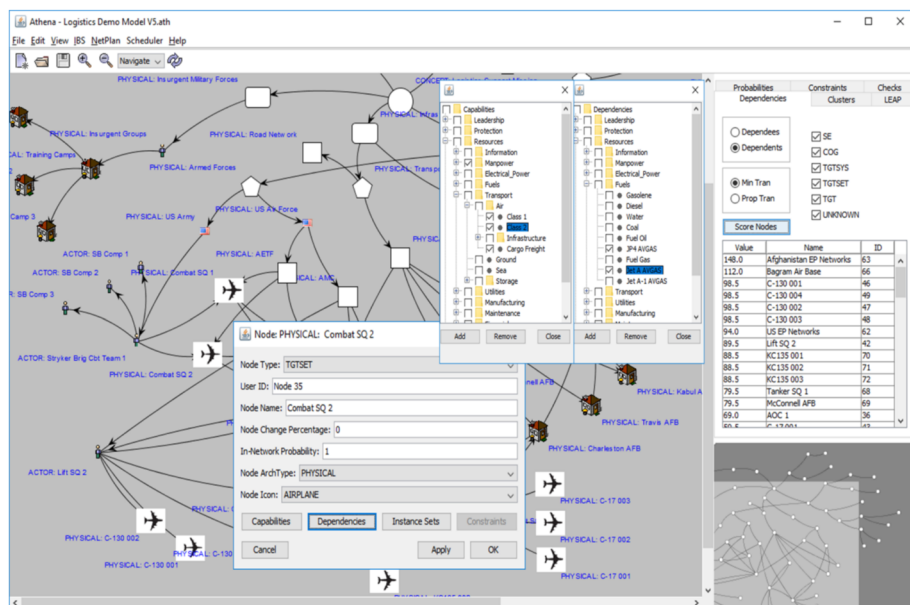 Athena - Logistics Demo Model V5.ath
File Edit View JBS NetPlan Scheduler Help
Navigate
PHYSICAL: Insurgent Military Forces
PHYSICAL: Insurgent Groups
PHYSICAL: Road Network
PHYSICAL: Training Camps
PHYSICAL: Armed Forces
Camp 3
PHYSICAL: US Army
PHYSICAL: US Air Force
ACTOR: SB Comp 1
PHYSICAL: AETF
ACTOR: SB Comp 2
PHYSICAL: Combat SQ 1
PHYSICAL: AMC
ACTOR: SB Comp 3
ACTOR: Stryker Brig Cbt Team 1
PHYSICAL: Combat SQ 2
ACTOR: Lift SQ 2
PHYSICAL: C-130 002
PHYSICAL: C-130 001
Capabilities
Leadership
Protection
Resources
Information
Manpower
Electrical_Power
Fuels
Transport
Air
Class 1
Class 2
Infrastructure
Cargo Freight
Ground
Sea
Storage
Utilities
Manufacturing
Maintenance
Add Remove Close
Dependencies
Leadership
Protection
Resources
Information
Manpower
Electrical_Power
Fuels
Gasolene
Diesel
Water
Coal
Fuel Oil
JP4 AVGAS
Fuel Gas
Jet A AVGAS
Jet A-1 AVGAS
Transport
Utilities
Manufacturing
Add Remove Close
Node: PHYSICAL: Combat SQ 2
Node Type: TGTSET
User ID: Node 35
Node Name: Combat SQ 2
Node Change Percentage: 0
In-Network Probability: 1
Node ArchType: PHYSICAL
Node Icon: AIRPLANE
Capabilities Dependencies Instance Sets Constraints
Cancel Apply OK
PHYSICAL: Kabul A
PHYSICAL: Travis AFB
PHYSICAL: Charleston AFB
PHYSICAL: C-17 003
PHYSICAL: C-17 002
PHYSICAL: C-17 001
Probabilities Constraints Checks
Dependencies Clusters LEAP
Dependees
Dependents
SE
COG
TGTSYS
TGTSET
TGT
UNKNOWN
Min Tran
Prop Tran
Score Nodes
Value Name ID
148.0 Afghanistan EP Networks 63
112.0 Bagram Air Base 66
98.5 C-130 001 46
98.5 C-130 004 49
98.5 C-130 002 47
98.5 C-130 003 48
94.0 US EP Networks 62
89.5 Lift SQ 2 42
88.5 KC135 001 70
88.5 KC135 002 71
88.5 KC135 003 72
79.5 Tanker SQ 1 68
79.5 McConnell AFB 69
69.0 AOC 1 36